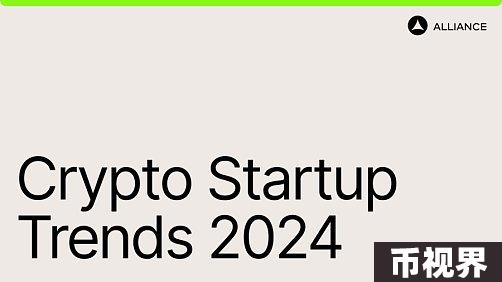 ALLIANCE
Crypto Startup
Trends 2024
币视界